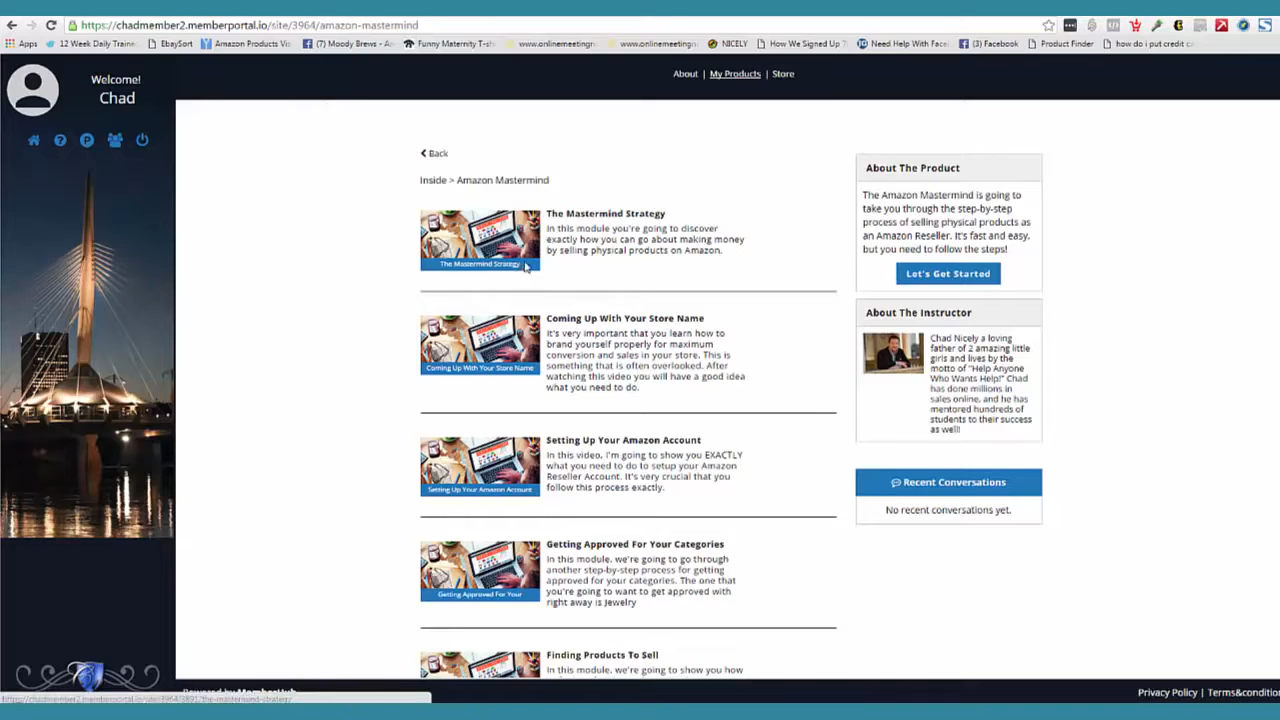 https://chadmember2.memberportal.io/site/3964/amazon-mastermind
Apps
12 Week Daily Traine
EbaySort
Amazon Products Vi
(7) Moody Brews - A
Funny Maternity T-sh
www.onlinemeetingn
www.onlinemeetingn
NICELY
How We Signed Up ?
Need Help With Face
(3) Facebook
Product Finder
how do i put credit c
Welcome!
Chad
About | My Products | Store
Back
Inside > Amazon Mastermind
The Mastermind Strategy
In this module you're going to discover
exactly how you can go about making money
by selling physical products on Amazon.
The Mastermind Strategy
Coming Up With Your Store Name
It's very important that you learn how to
brand yourself properly for maximum
conversion and sales in your store. This is
something that is often overlooked. After
watching this video you will have a good idea
what you need to do.
Coming Up With Your Store Name
Setting Up Your Amazon Account
In this video, I'm going to show you EXACTLY
what you need to do to setup your Amazon
Reseller Account. It's very crucial that you
follow this process exactly.
Setting Up Your Amazon Account
Getting Approved For Your Categories
In this module, we're going to go through
another step-by-step process for getting
approved for your categories. The one that
you're going to want to get approved with
right away is Jewelry
Getting Approved For Your
Finding Products To Sell
In this module, we're going to show you how
About The Product
The Amazon Mastermind is going to
take you through the step-by-step
process of selling physical products as
an Amazon Reseller. It's fast and easy,
but you need to follow the steps!
Let's Get Started
About The Instructor
Chad Nicely a loving
father of 2 amazing little
girls and lives by the
motto of "Help Anyone
Who Wants Help!" Chad
has done millions in
sales online, and he has
mentored hundreds of
students to their success
as well!
Recent Conversations
No recent conversations yet.
Powered by MemberHub
Privacy Policy | Terms&conditio